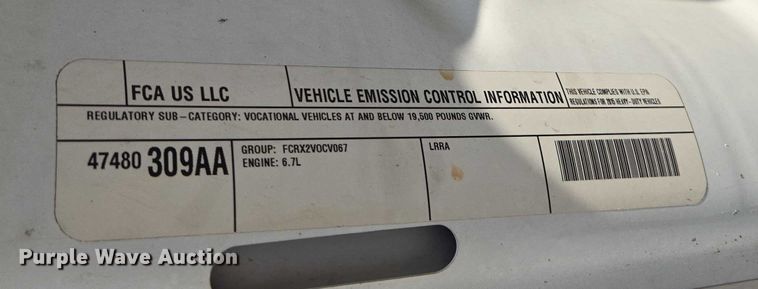 FCA US LLC
VEHICLE EMISSION CONTROL INFORMATION
THIS VEHICLE COMPLIES WITH U.S. EPA
REGULATIONS FOR 2015 HEAVY-DUTY VEHICLES
REGULATORY SUB-CATEGORY: VOCATIONAL VEHICLES AT AND BELOW 19,500 POUNDS GVWR.
47480 309AA
GROUP: FCRX2VOCV067
ENGINE: 6.7L
LRRA
Purple Wave Auction